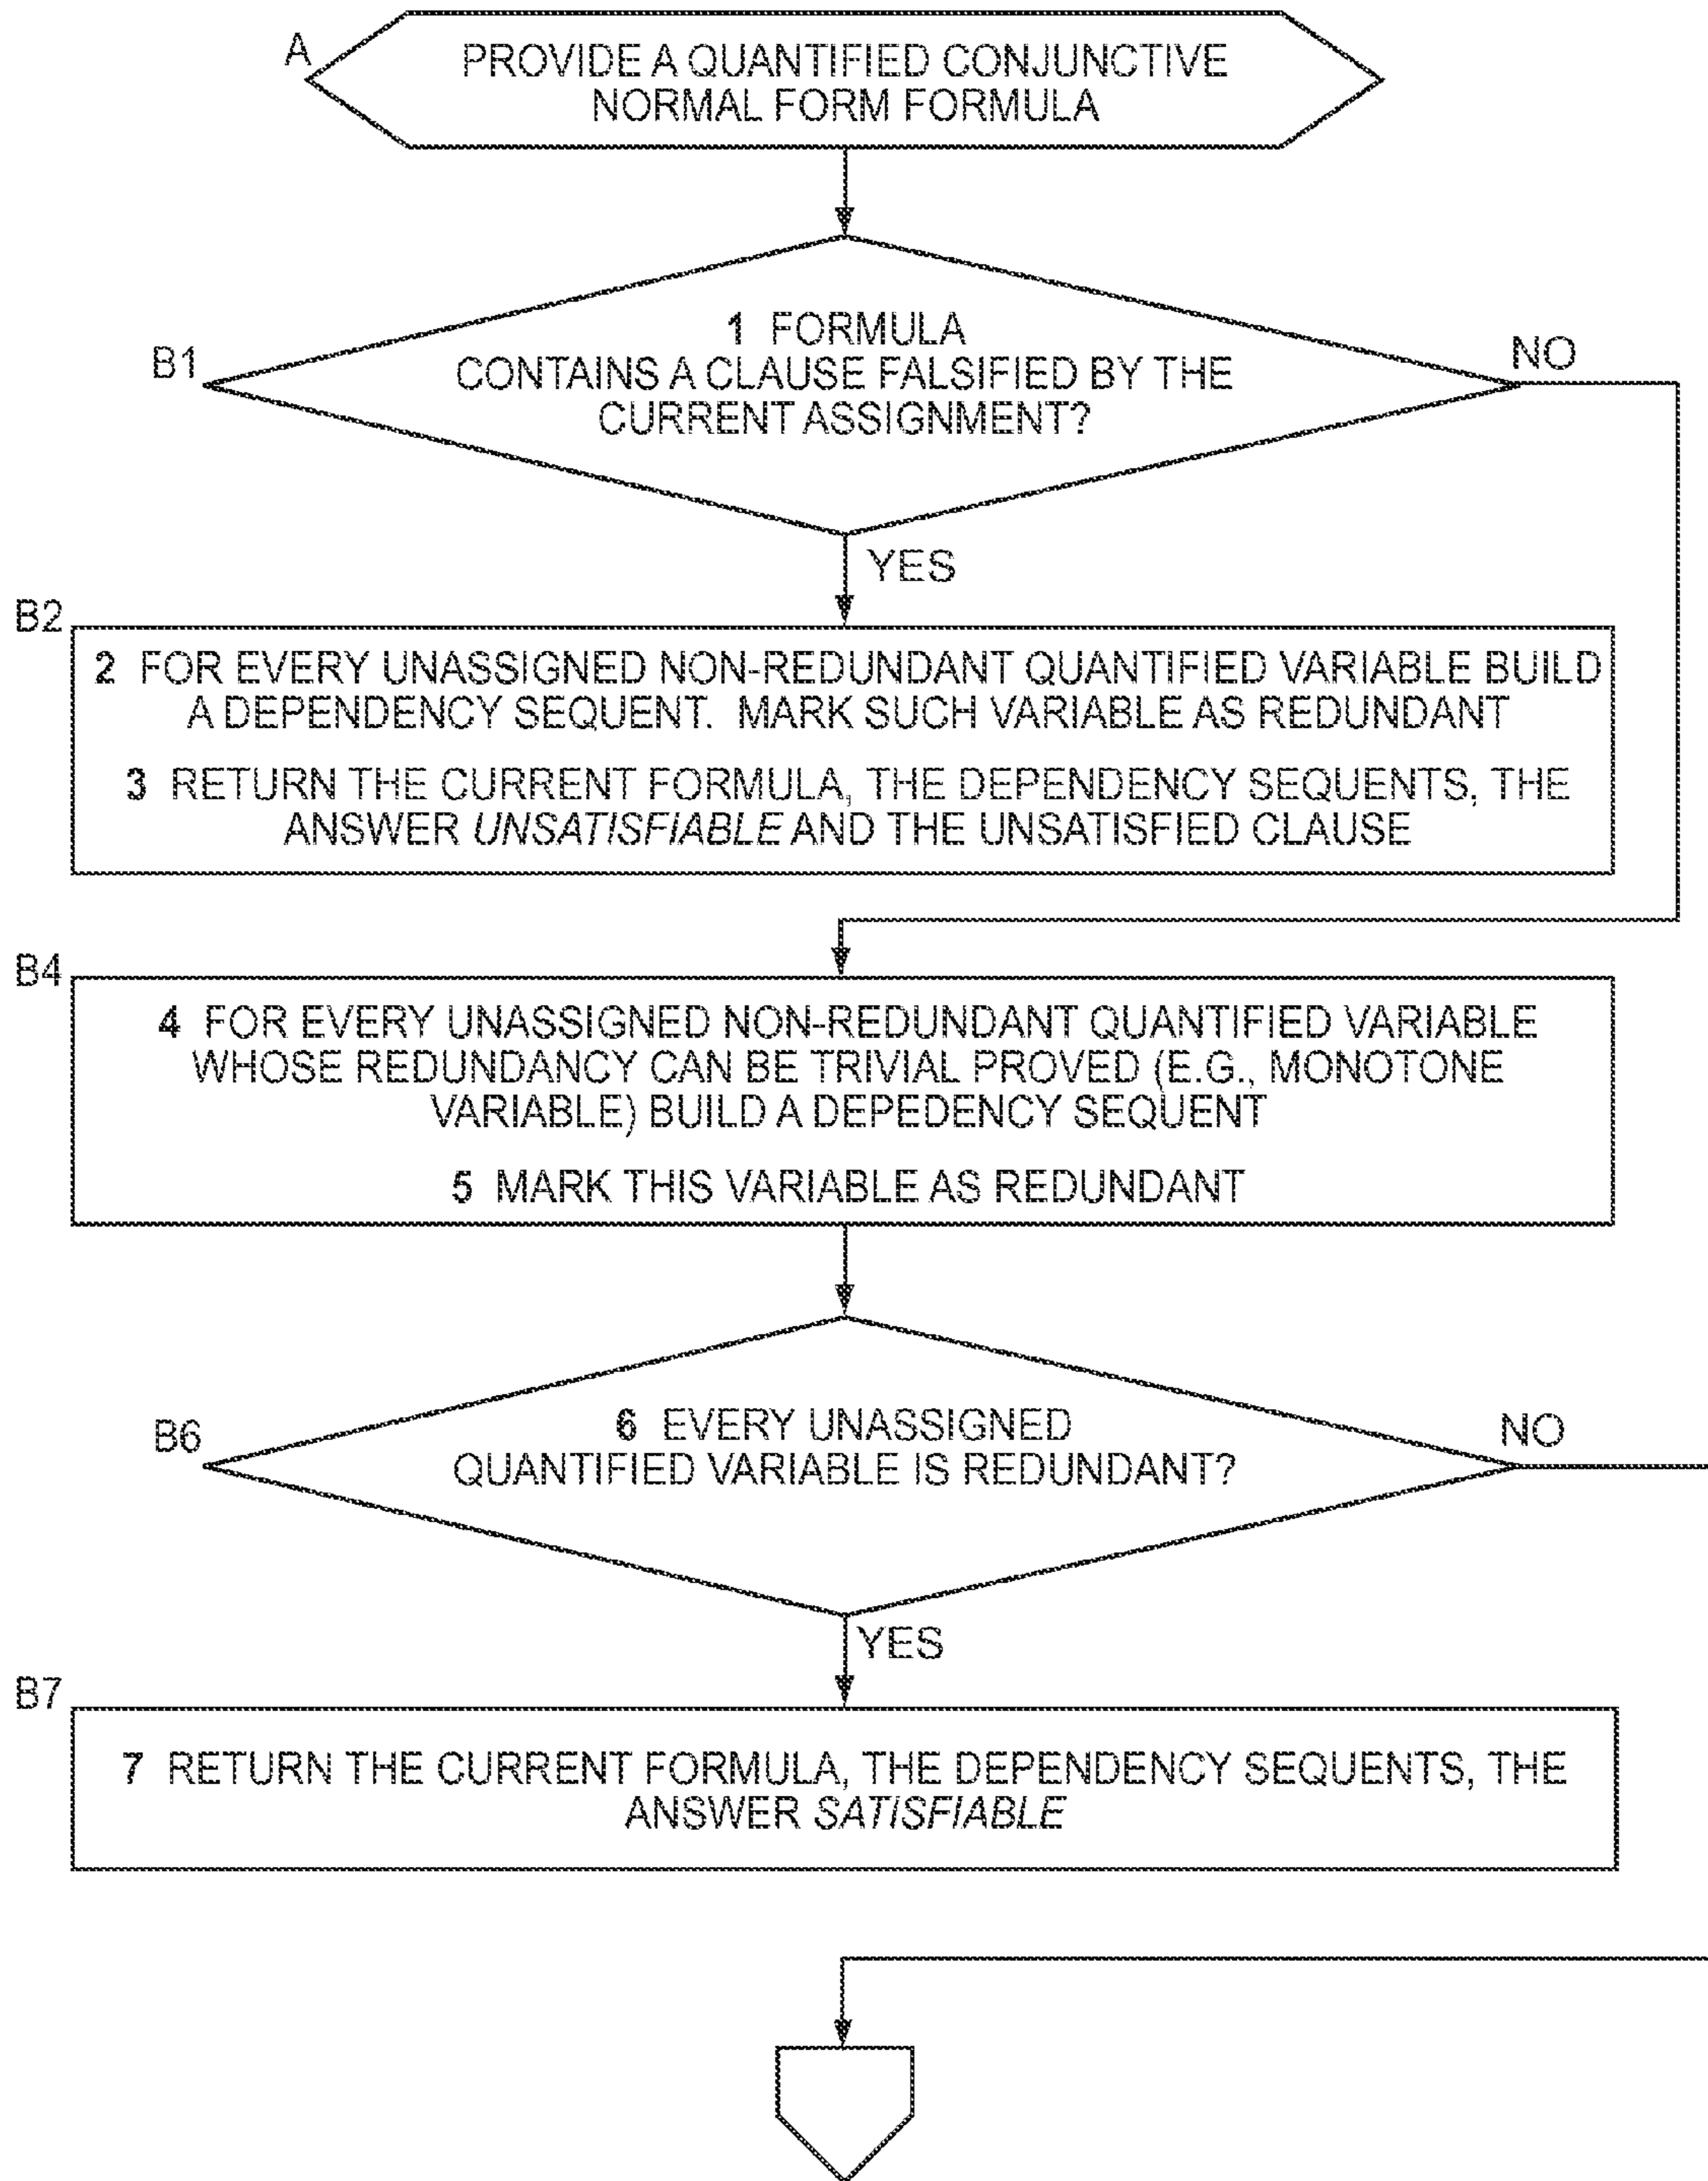 A
PROVIDE A QUANTIFIED CONJUNCTIVE
NORMAL FORM FORMULA
B1
1 FORMULA
CONTAINS A CLAUSE FALSIFIED BY THE
CURRENT ASSIGNMENT?
NO
YES
B2
2 FOR EVERY UNASSIGNED NON-REDUNDANT QUANTIFIED VARIABLE BUILD
A DEPENDENCY SEQUENT. MARK SUCH VARIABLE AS REDUNDANT
3 RETURN THE CURRENT FORMULA, THE DEPENDENCY SEQUENTS, THE
ANSWER UNSATISFIABLE AND THE UNSATISFIED CLAUSE
B4
4 FOR EVERY UNASSIGNED NON-REDUNDANT QUANTIFIED VARIABLE
WHOSE REDUNDANCY CAN BE TRIVIAL PROVED (E.G., MONOTONE
VARIABLE) BUILD A DEPEDENCY SEQUENT
5 MARK THIS VARIABLE AS REDUNDANT
B6
6 EVERY UNASSIGNED
QUANTIFIED VARIABLE IS REDUNDANT?
NO
YES
B7
7 RETURN THE CURRENT FORMULA, THE DEPENDENCY SEQUENTS, THE
ANSWER SATISFIABLE